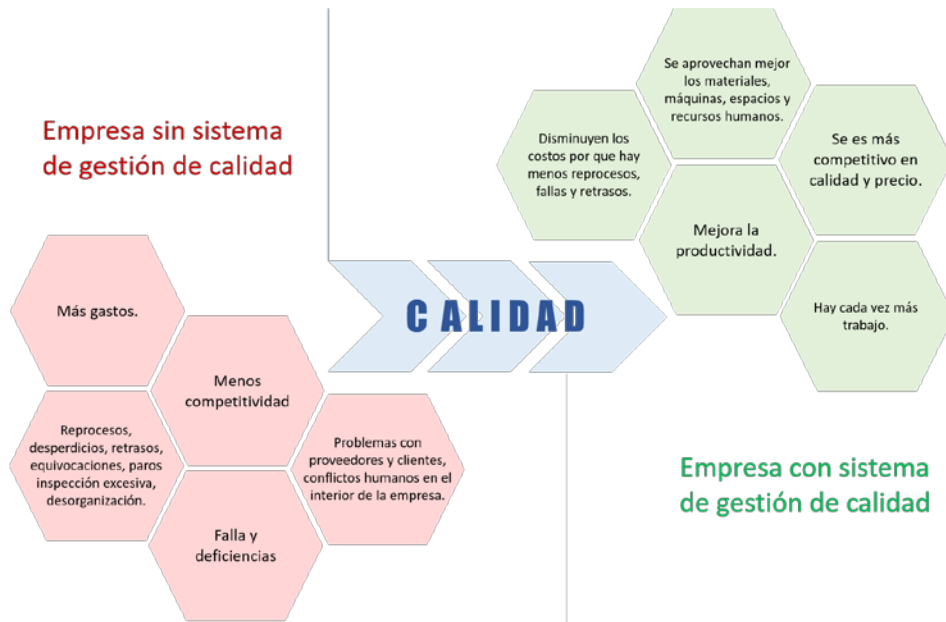 Empresa sin sistema
de gestión de calidad
Más gastos.
Menos
competitividad
Reprocesos,
desperdicios, retrasos,
equivocaciones, paros
inspección excesiva,
desorganización.
Problemas con
proveedores y clientes,
conflictos humanos en el
interior de la empresa.
Falla y
deficiencias
CALIDAD
Se aprovechan mejor
los materiales,
máquinas, espacios y
recursos humanos.
Disminuyen los
costos por que hay
menos reprocesos,
fallas y retrasos.
Se es más
competitivo en
calidad y precio.
Mejora la
productividad.
Hay cada vez más
trabajo.
Empresa con sistema
de gestión de calidad